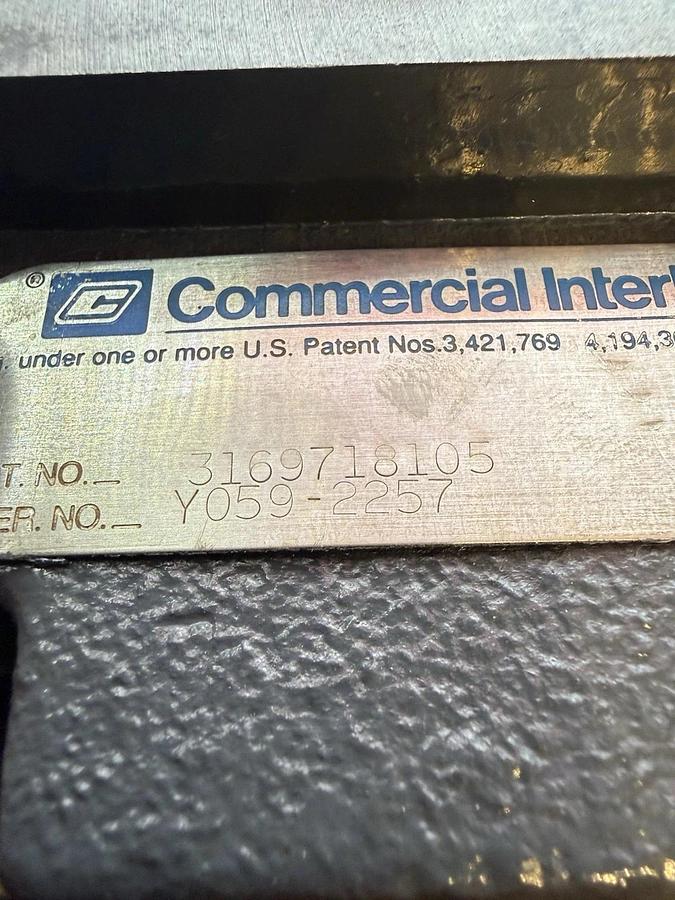 ® C Commercial Inter
. under one or more U.S. Patent Nos.3,421,769 4,194,3
T. NO.— 3169718105
ER. NO.— Y059-2257